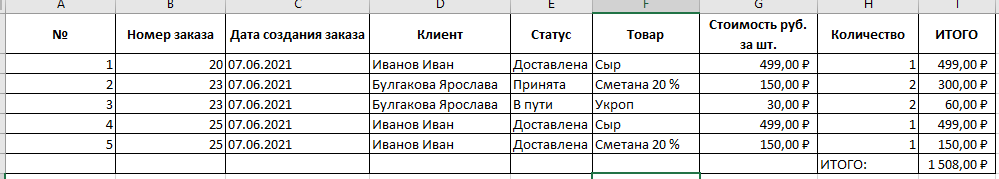 A B C D E F G H I
№ Номер заказа Дата создания заказа Клиент Статус Товар Стоимость руб. за шт. Количество ИТОГО
1 20 07.06.2021 Иванов Иван Доставлена Сыр 499,00 ₽ 1 499,00 ₽
2 23 07.06.2021 Булгакова Ярослава Принята Сметана 20 % 150,00 ₽ 2 300,00 ₽
3 23 07.06.2021 Булгакова Ярослава В пути Укроп 30,00 ₽ 2 60,00 ₽
4 25 07.06.2021 Иванов Иван Доставлена Сыр 499,00 ₽ 1 499,00 ₽
5 25 07.06.2021 Иванов Иван Доставлена Сметана 20 % 150,00 ₽ 1 150,00 ₽
ИТОГО: 1 508,00 ₽